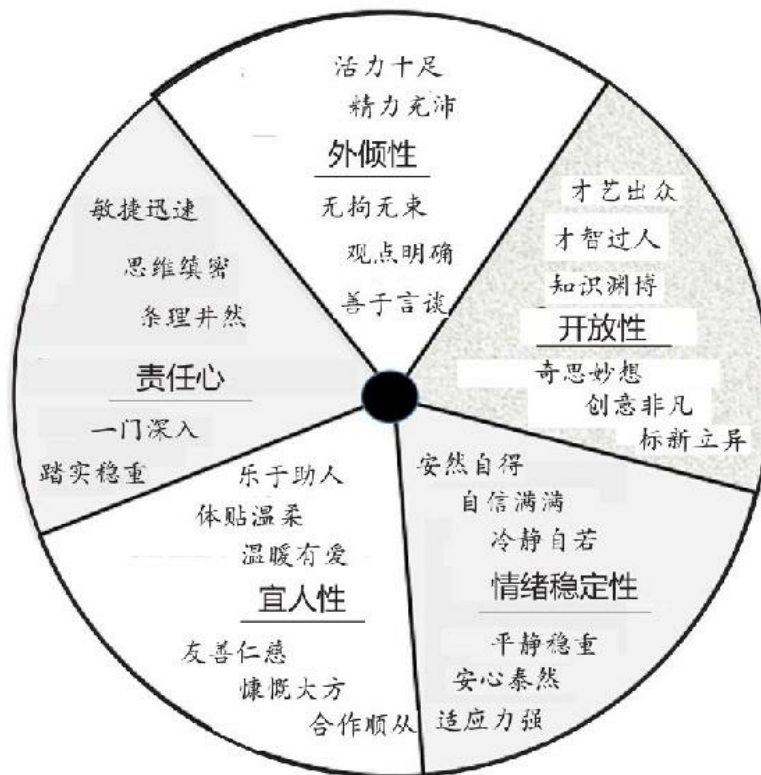 活力十足
精力充沛
外倾性
无拘无束
观点明确
善于言谈
才艺出众
才智过人
知识渊博
开放性
奇思妙想
创意非凡
标新立异
安然自得
自信满满
冷静自若
情绪稳定性
平静稳重
安心泰然
适应力强
乐于助人
体贴温柔
温暖有爱
宜人性
友善仁慈
慷慨大方
合作顺从
敏捷迅速
思维缜密
条理井然
责任心
一门深入
踏实稳重